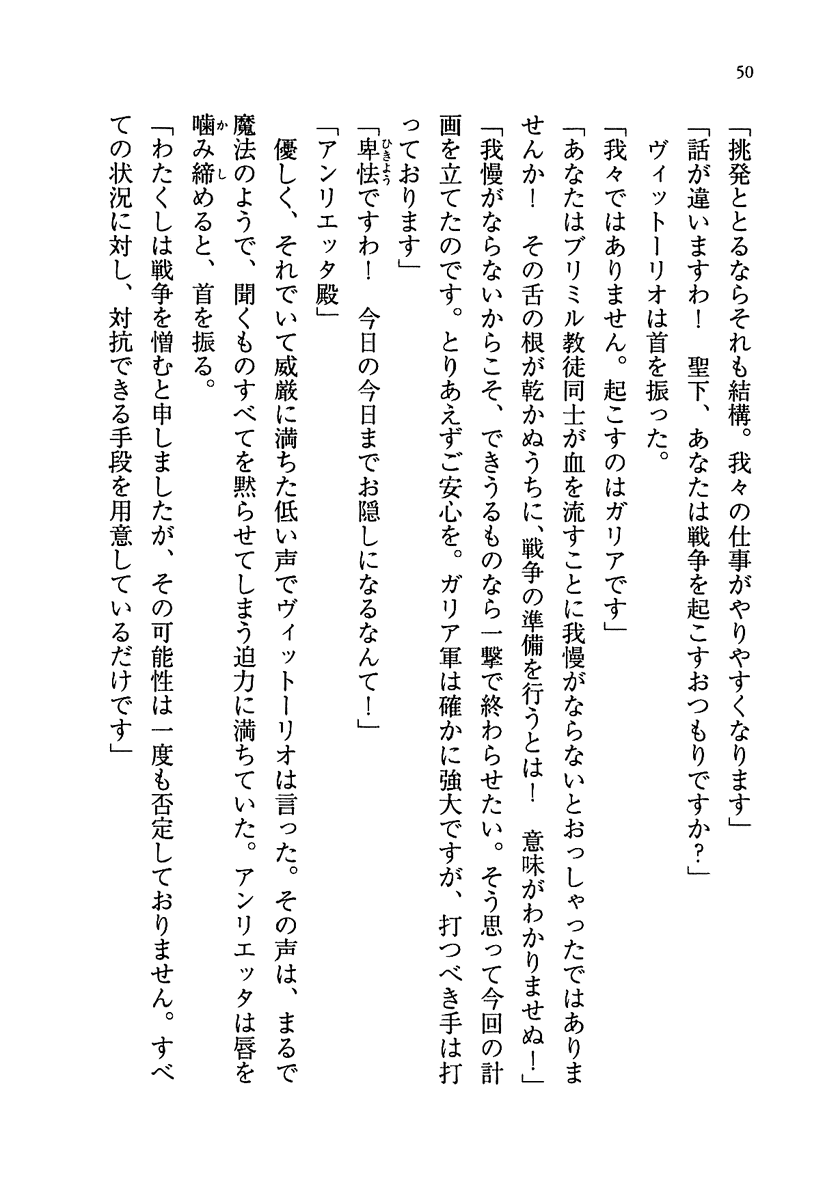 50
「挑発ととるならそれも結構。我々の仕事がやりやすくなります」
「話が違いますわ！　聖下、あなたは戦争を起こすおつもりですか？」
　ヴィットーリオは首を振った。
「我々ではありません。起こすのはガリアです」
「あなたはブリミル教徒同士が血を流すことに我慢がならないとおっしゃったではありま
せんか！　その舌の根が乾かぬうちに、戦争の準備を行うとは！　意味がわかりませぬ！」
「我慢がならないからこそ、できうるものなら一撃で終わらせたい。そう思って今回の計
画を立てたのです。とりあえずご安心を。ガリア軍は確かに強大ですが、打つべき手は打
っております」
「卑怯ですわ！　今日の今日までお隠しになるなんて！」
ひきよう
「アンリエッタ殿」
　優しく、それでいて威厳に満ちた低い声でヴィットーリオは言った。その声は、まるで
魔法のようで、聞くものすべてを黙らせてしまう迫力に満ちていた。アンリエッタは唇を
噛み締めると、首を振る。
か　し
「わたくしは戦争を憎むと申しましたが、その可能性は一度も否定しておりません。すべ
ての状況に対し、対抗できる手段を用意しているだけです」